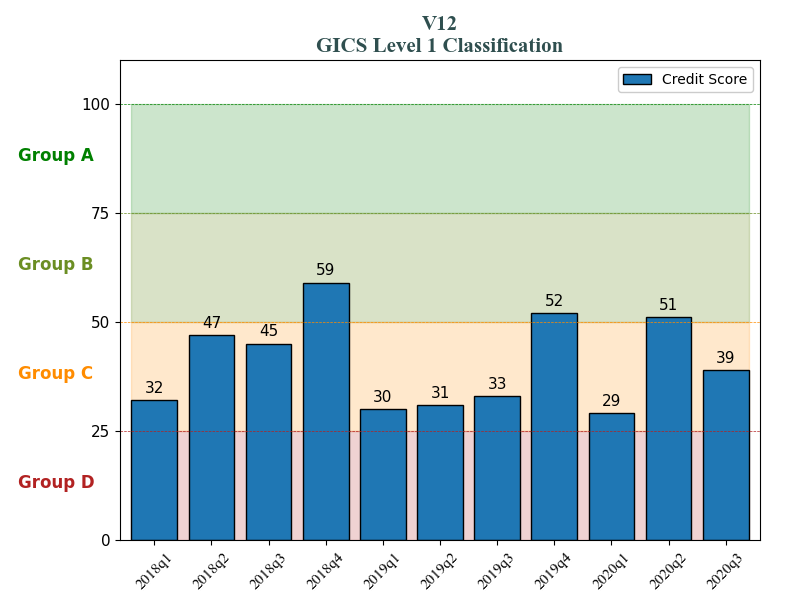 V12
GICS Level 1 Classification
Credit Score
100
Group A
75
Group B
59
52
51
50
47
45
39
Group C
32
30
31
33
29
25
Group D
0
2018q1
2018q2
2018q3
2018q4
2019q1
2019q2
2019q3
2019q4
2020q1
2020q2
2020q3